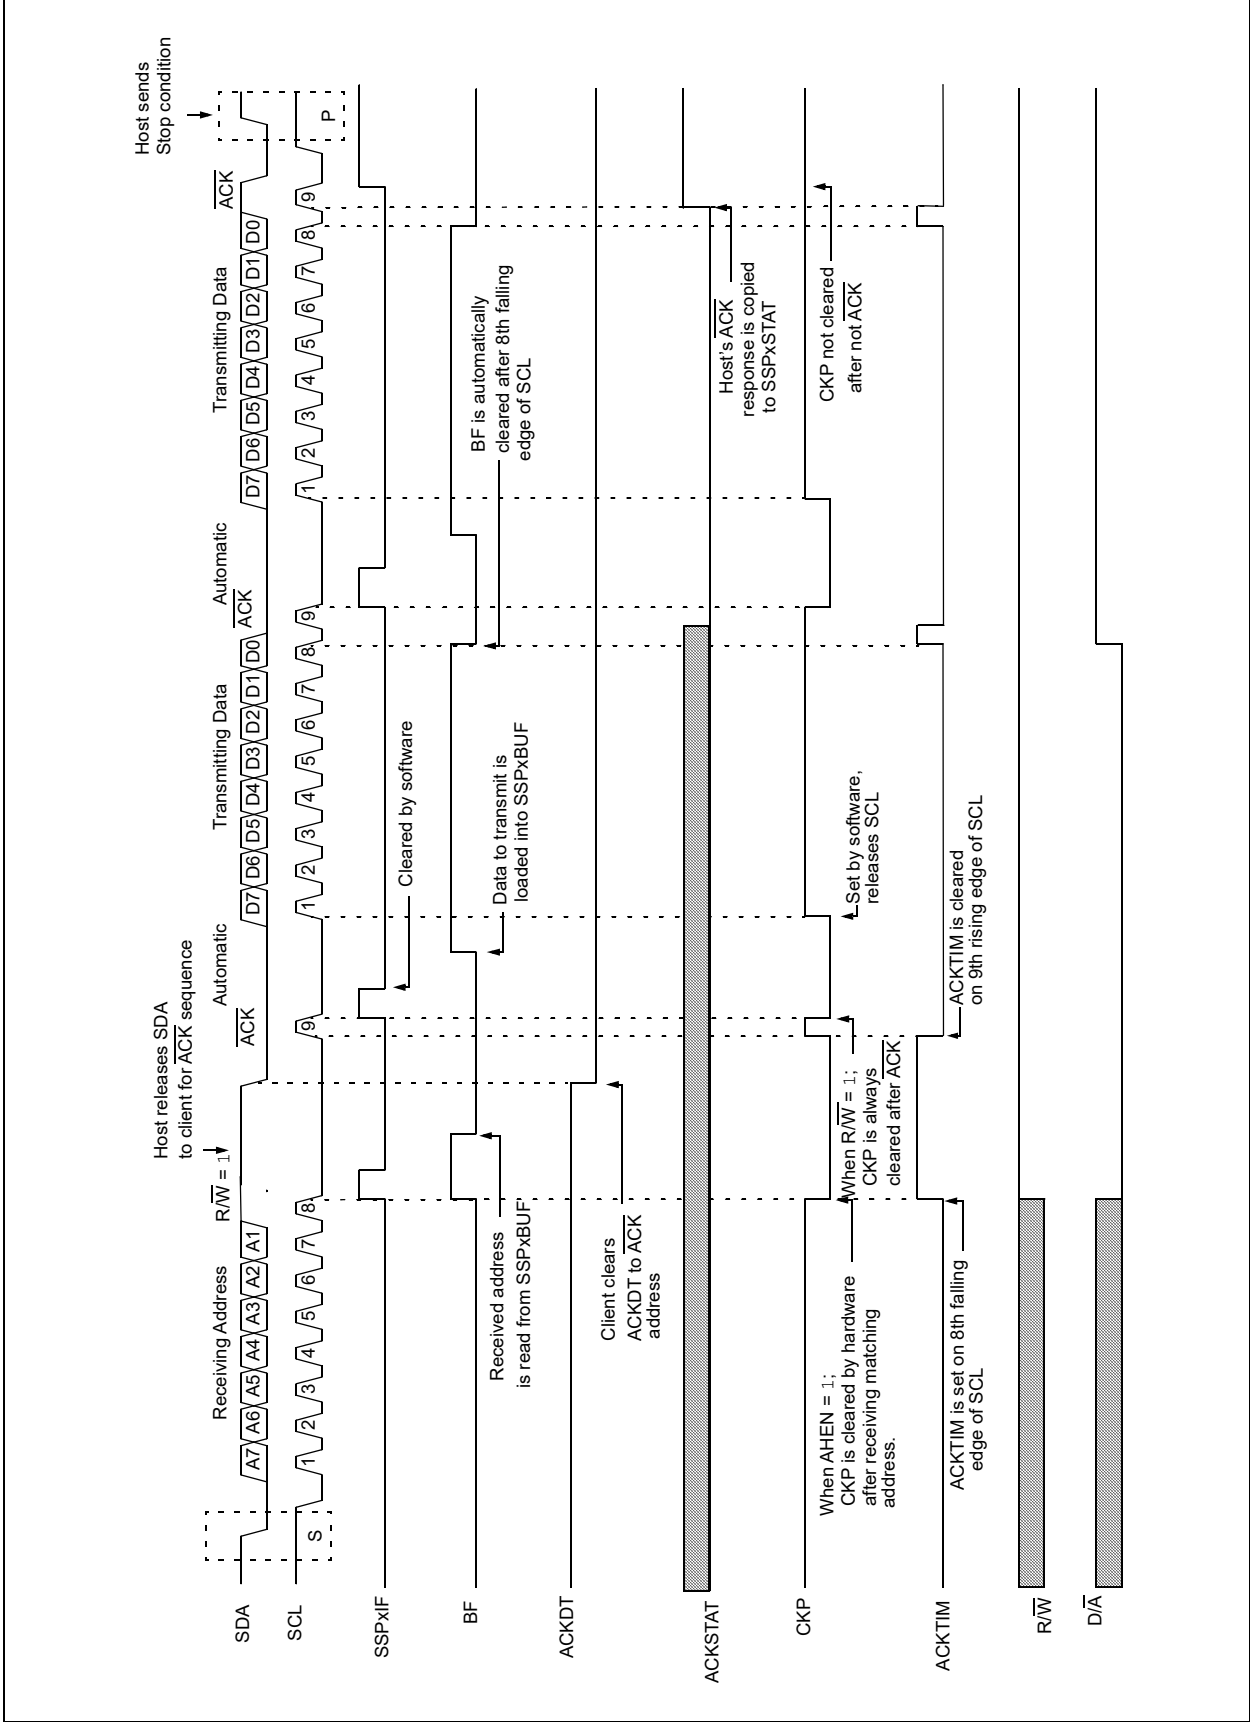 Host releases SDA
to client for ACK sequence
Host sends
Stop condition
Receiving Address
R/W = 1
Automatic
ACK
Transmitting Data
Automatic
ACK
Transmitting Data
ACK
SDA
A7 A6 A5 A4 A3 A2 A1
D7 D6 D5 D4 D3 D2 D1 D0
D7 D6 D5 D4 D3 D2 D1 D0
SCL
S
1 2 3 4 5 6 7 8 9
1 2 3 4 5 6 7 8 9
1 2 3 4 5 6 7 8 9
P
SSPxIF
Cleared by software
BF
Received address
is read from SSPxBUF
Data to transmit is
loaded into SSPxBUF
BF is automatically
cleared after 8th falling
edge of SCL
ACKDT
Client clears
ACKDT to ACK
address
ACKSTAT
Host's ACK
response is copied
to SSPxSTAT
CKP
When AHEN = 1;
CKP is cleared by hardware
after receiving matching
address.
When R/W = 1;
CKP is always
cleared after ACK
Set by software,
releases SCL
CKP not cleared
after not ACK
ACKTIM
ACKTIM is set on 8th falling
edge of SCL
ACKTIM is cleared
on 9th rising edge of SCL
R/W
D/A